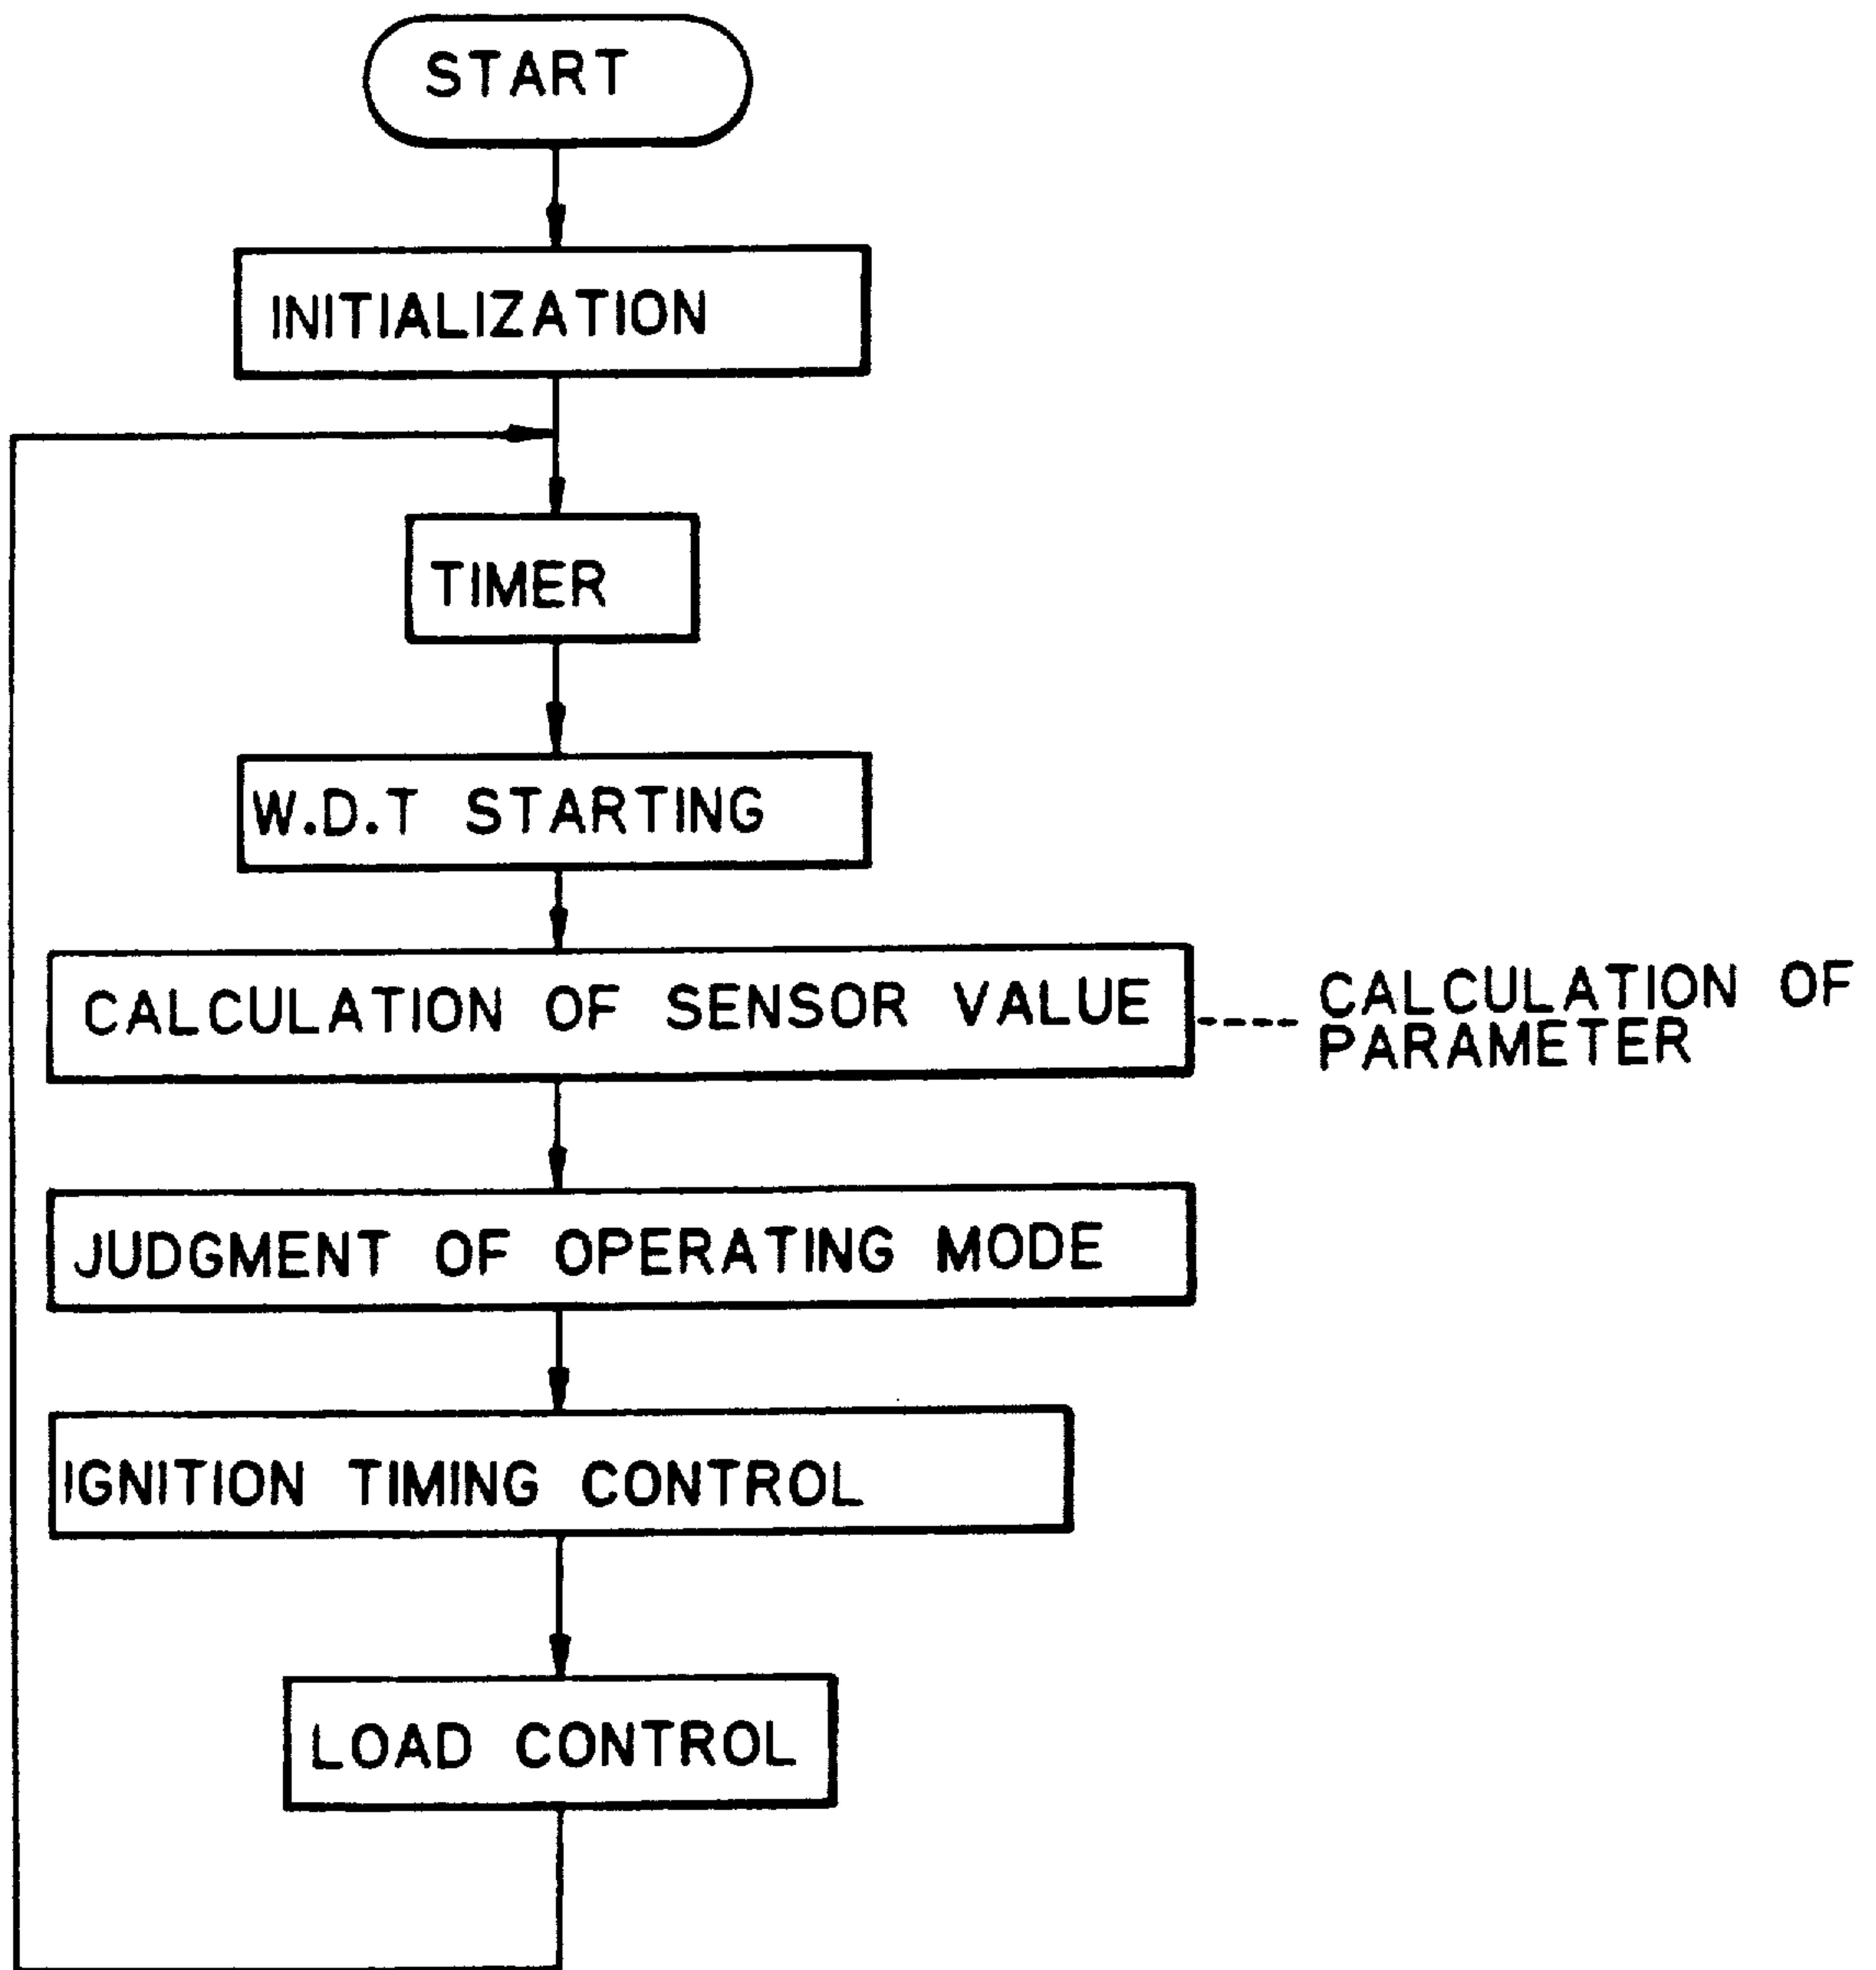 START
INITIALIZATION
TIMER
W.D.T STARTING
CALCULATION OF SENSOR VALUE
CALCULATION OF
PARAMETER
JUDGMENT OF OPERATING MODE
IGNITION TIMING CONTROL
LOAD CONTROL